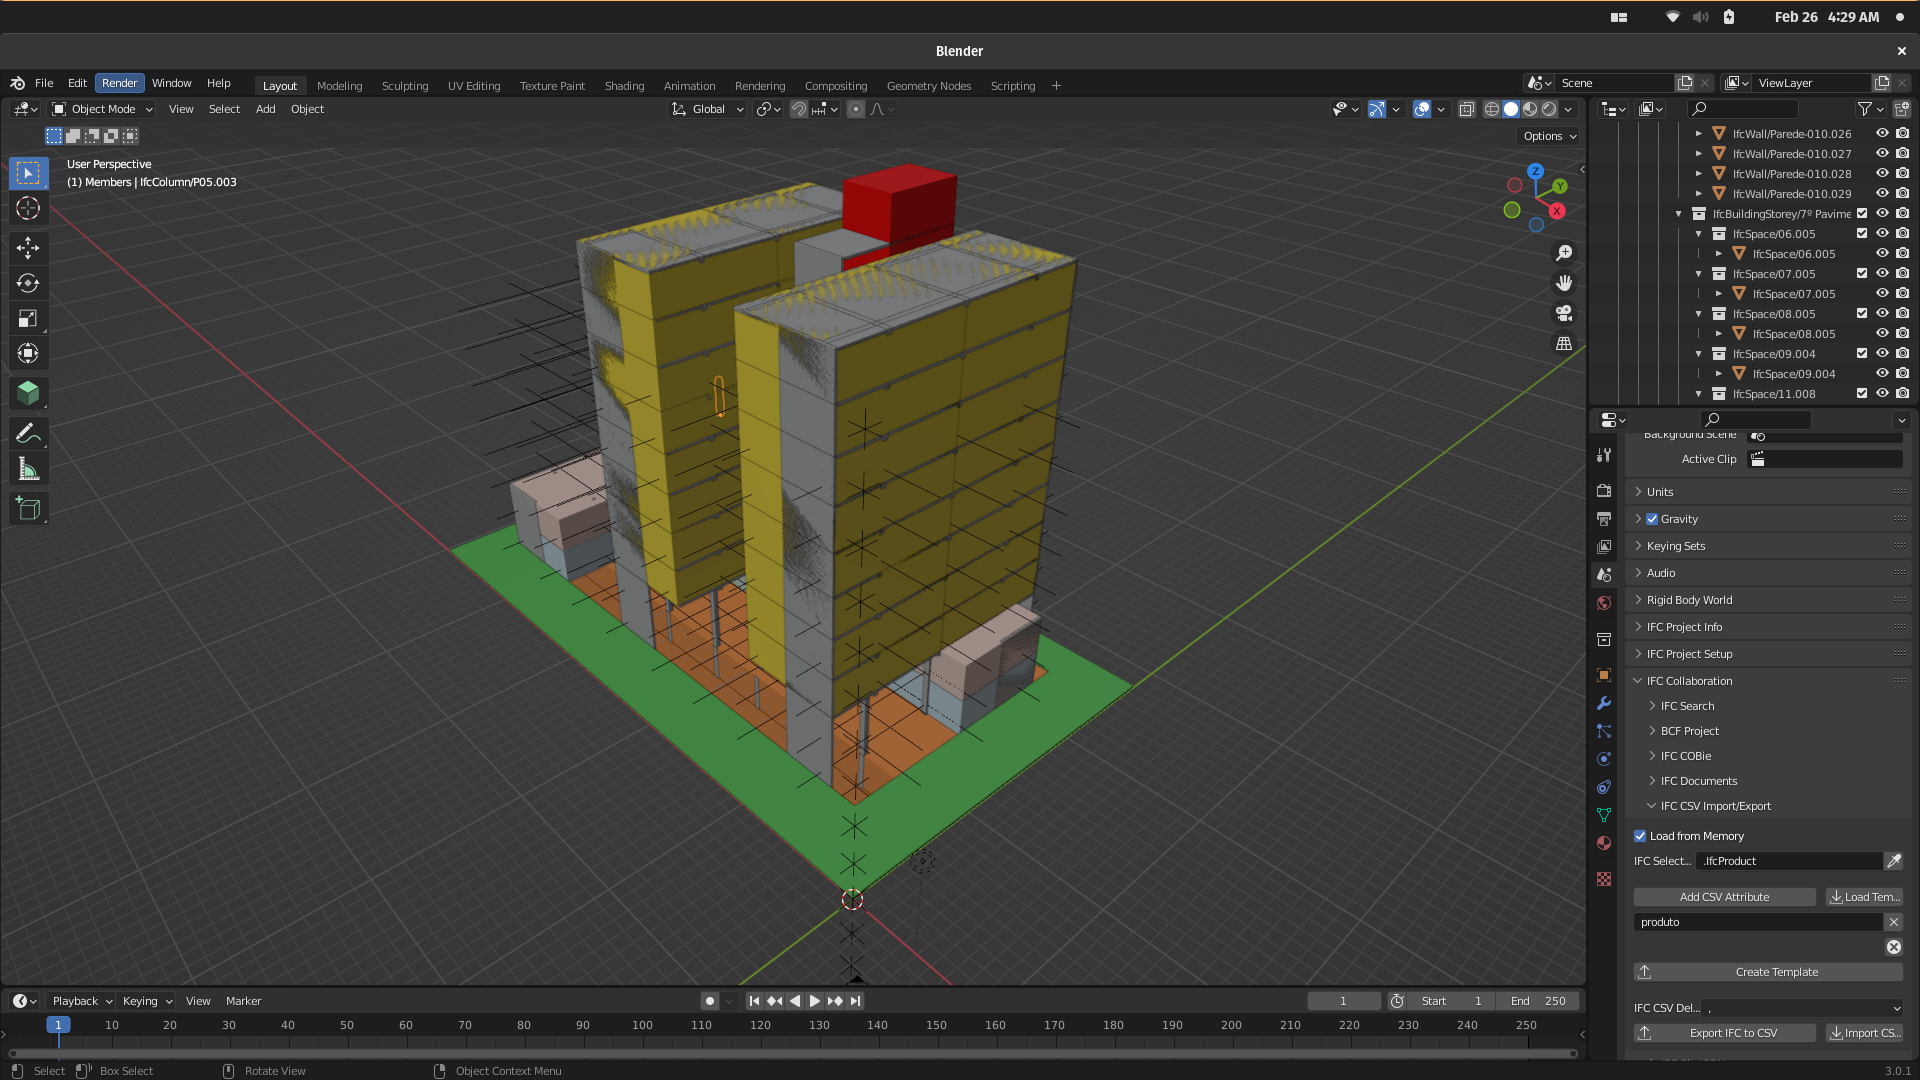 Feb 26 4:29 AM
Blender
File Edit Render Window Help
Layout Modeling Sculpting UV Editing Texture Paint Shading Animation Rendering Compositing Geometry Nodes Scripting +
Scene
ViewLayer
Object Mode View Select Add Object
Global
Options
User Perspective
(1) Members | IfcColumn/P05.003
Z
Y
X
IfcWall/Parede-010.026
IfcWall/Parede-010.027
IfcWall/Parede-010.028
IfcWall/Parede-010.029
IfcBuildingStorey/7º Pavime
IfcSpace/06.005
IfcSpace/06.005
IfcSpace/07.005
IfcSpace/07.005
IfcSpace/08.005
IfcSpace/08.005
IfcSpace/09.004
IfcSpace/09.004
IfcSpace/11.008
Background Scene
Active Clip
Units
Gravity
Keying Sets
Audio
Rigid Body World
IFC Project Info
IFC Project Setup
IFC Collaboration
IFC Search
BCF Project
IFC COBie
IFC Documents
IFC CSV Import/Export
Load from Memory
IFC Select... .IfcProduct
Add CSV Attribute Load Tem...
produto
Create Template
IFC CSV Del... ,
Export IFC to CSV Import CS...
Playback Keying View Marker
1 Start 1 End 250
1 10 20 30 40 50 60 70 80 90 100 110 120 130 140 150 160 170 180 190 200 210 220 230 240 250
Select Box Select Rotate View Object Context Menu
3.0.1